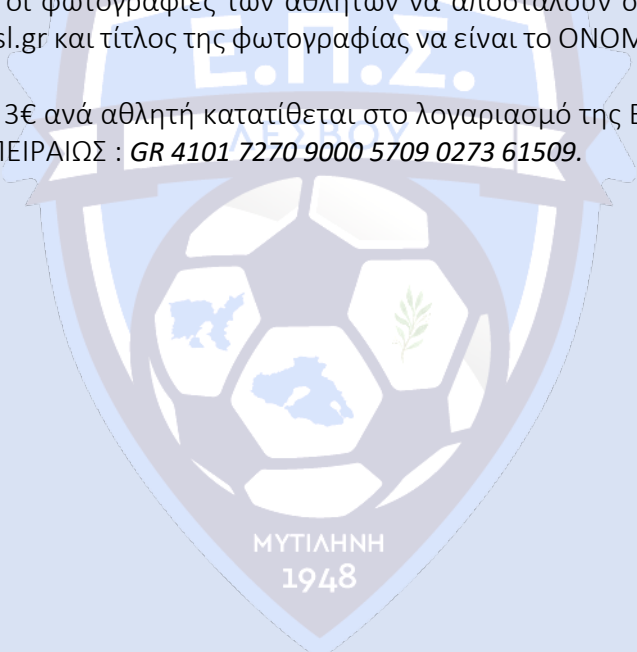 οι φωτογραφίες των αθλητών να αποσταλούν
sl.gr και τίτλος της φωτογραφίας να είναι το ΟΝΟΜ
Ε.Π.Σ.
3€ ανά αθλητή κατατίθεται στο λογαριασμό της Ε
ΛΕΣΒΟΥ
ΠΕΙΡΑΙΩΣ : GR 4101 7270 9000 5709 0273 61509.
ΜΥΤΙΛΗΝΗ
1948